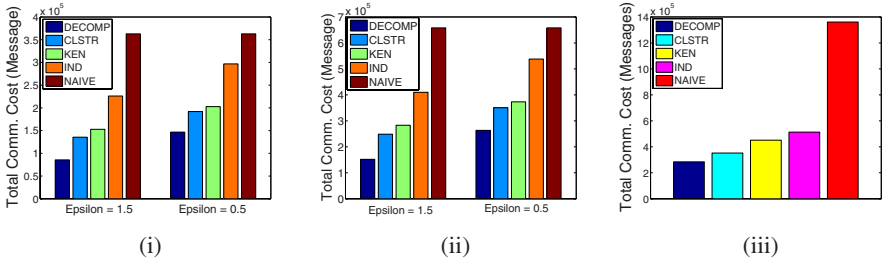 Total Comm. Cost (Message)
x 10^5
4
3.5
3
2.5
2
1.5
1
0.5
0
DECOMP
CLSTR
KEN
IND
NAIVE
Epsilon = 1.5
Epsilon = 0.5
(i)
Total Comm. Cost (Message)
x 10^5
7
6
5
4
3
2
1
0
DECOMP
CLSTR
KEN
IND
NAIVE
Epsilon = 1.5
Epsilon = 0.5
(ii)
Total Comm. Cost (Messages)
x 10^5
14
12
10
8
6
4
2
0
DECOMP
CLSTR
KEN
IND
NAIVE
(iii)